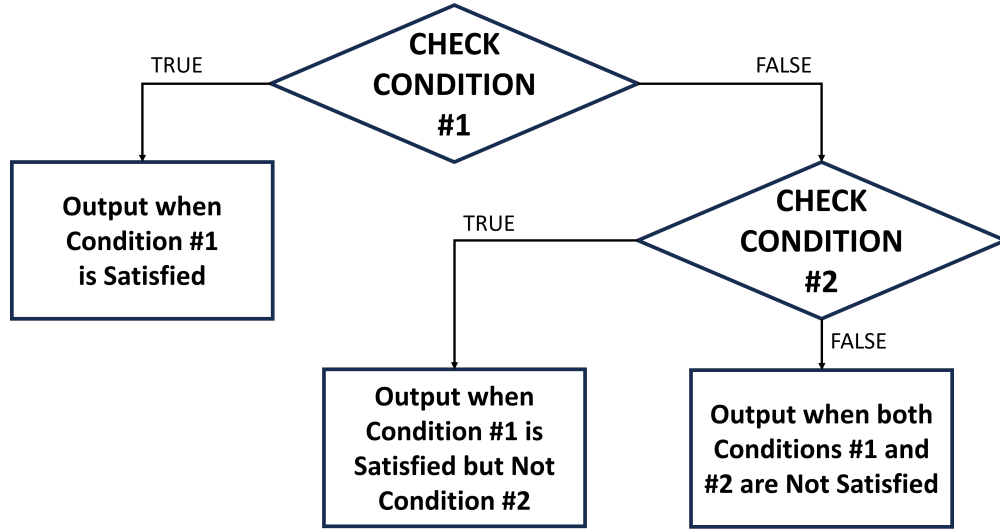 CHECK
CONDITION
#1
TRUE
FALSE
Output when
Condition #1
is Satisfied
CHECK
CONDITION
#2
TRUE
FALSE
Output when
Condition #1 is
Satisfied but Not
Condition #2
Output when both
Conditions #1 and
#2 are Not Satisfied